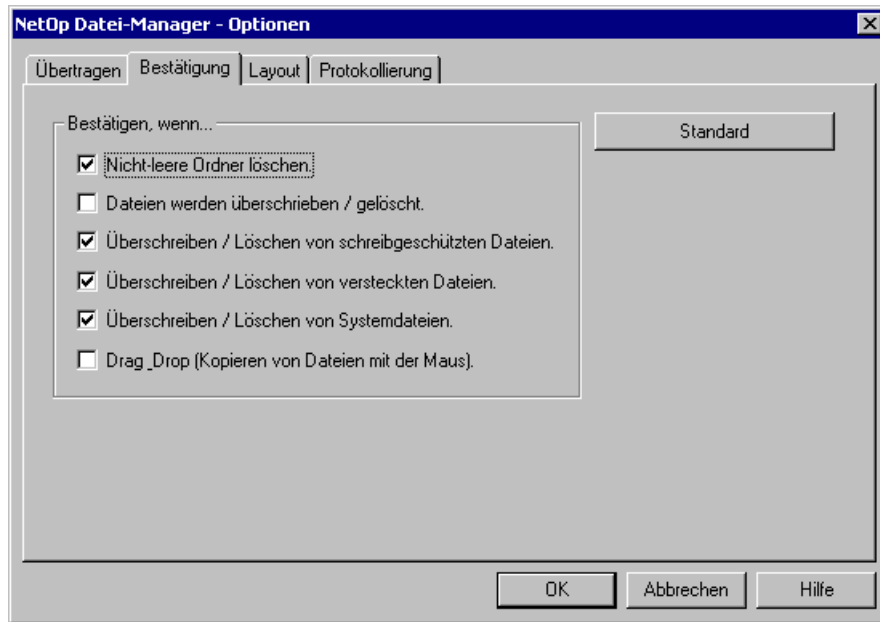 NetOp Datei-Manager - Optionen
Übertragen Bestätigung Layout Protokollierung
Bestätigen, wenn...
Standard
Nicht-leere Ordner löschen.
Dateien werden überschrieben / gelöscht.
Überschreiben / Löschen von schreibgeschützten Dateien.
Überschreiben / Löschen von versteckten Dateien.
Überschreiben / Löschen von Systemdateien.
Drag _Drop (Kopieren von Dateien mit der Maus).
OK Abbrechen Hilfe